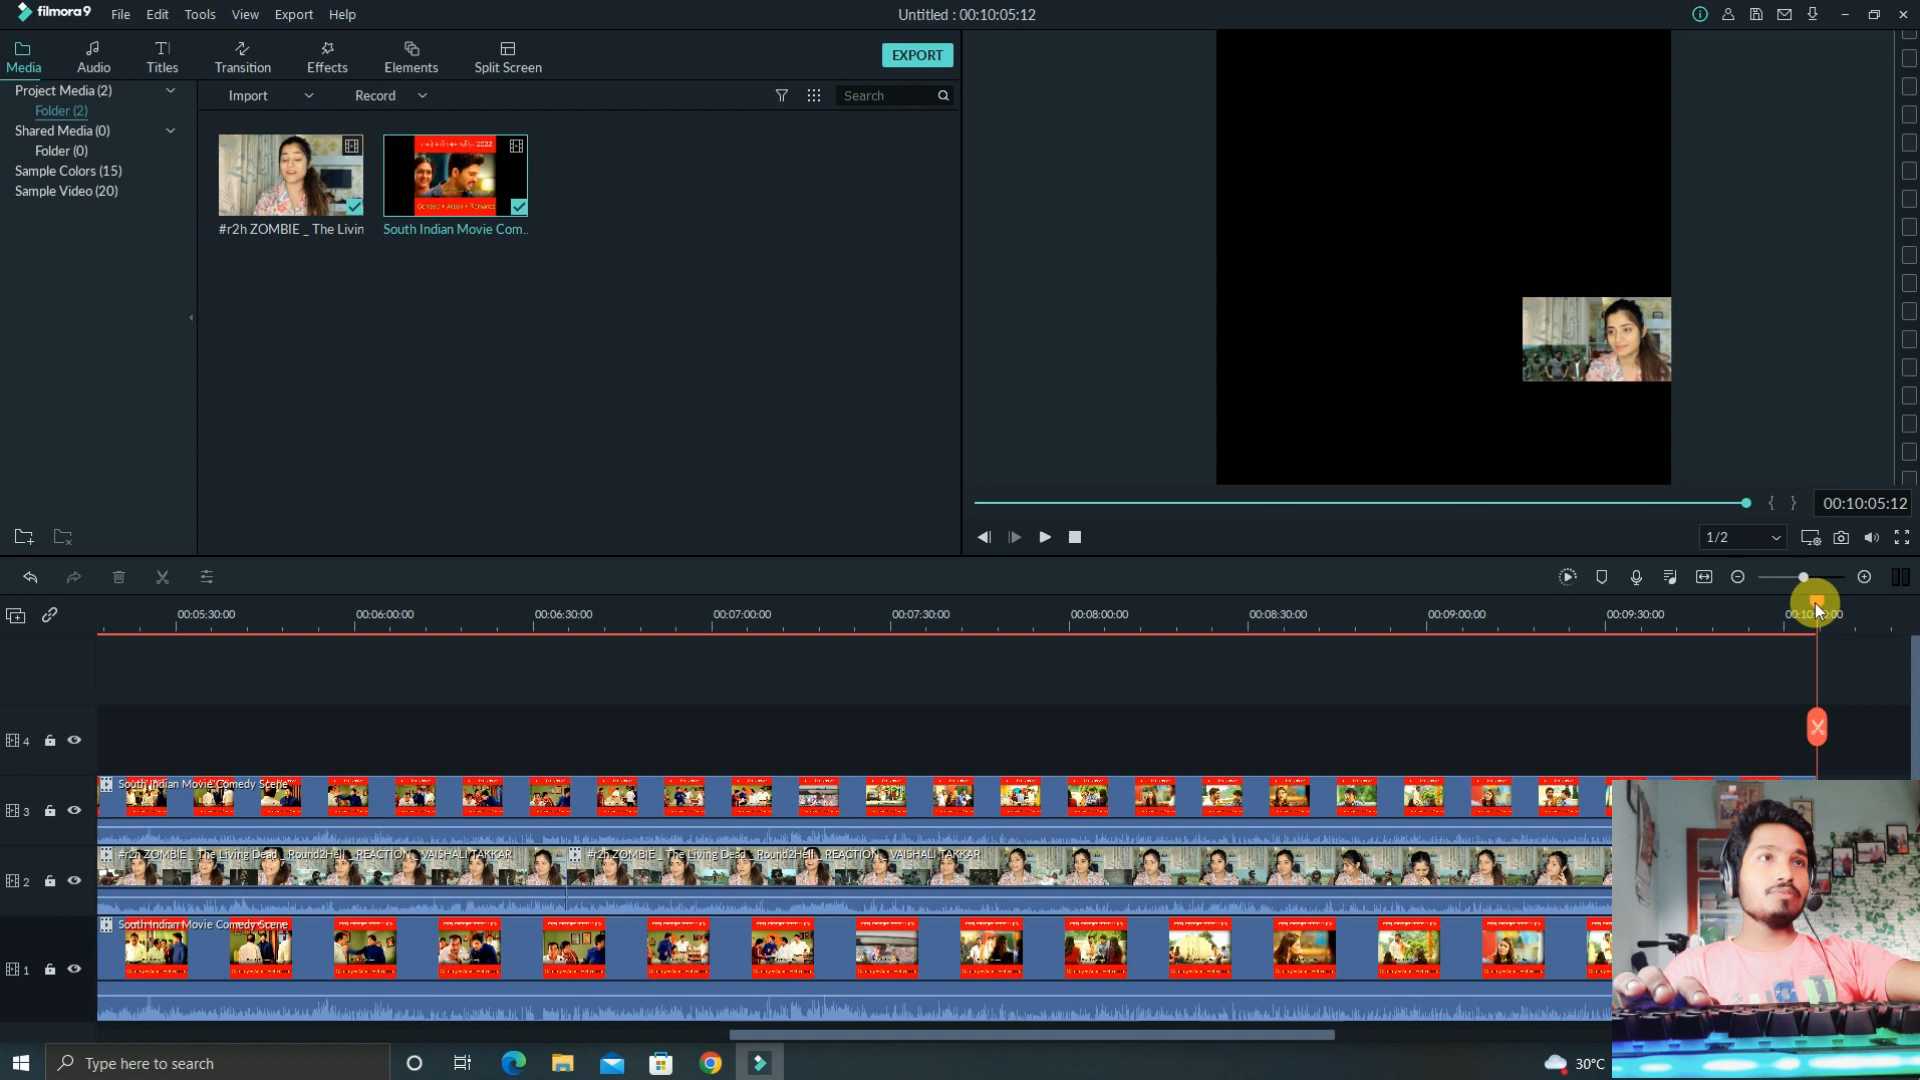 filmora9 File Edit Tools View Export Help Untitled : 00:10:05:12
Media Audio Titles Transition Effects Elements Split Screen EXPORT
Project Media (2)
Folder (2)
Shared Media (0)
Folder (0)
Sample Colors (15)
Sample Video (20)
Import Record Search
2022
Comedy • Action • Romance
#r2h ZOMBIE _ The Livin
South Indian Movie Com..
00:10:05:12
1/2
00:05:30:00 00:06:00:00 00:06:30:00 00:07:00:00 00:07:30:00 00:08:00:00 00:08:30:00 00:09:00:00 00:09:30:00
4
3
South Indian Movie Comedy Scene
2
#r2h ZOMBIE _ The Living Dead _ Round2Hell _ REACTION _ VAISHALI TAKKAR
#r2h ZOMBIE _ The Living Dead _ Round2Hell _ REACTION _ VAISHALI TAKKAR
1
South Indian Movie Comedy Scene
Type here to search
30°C